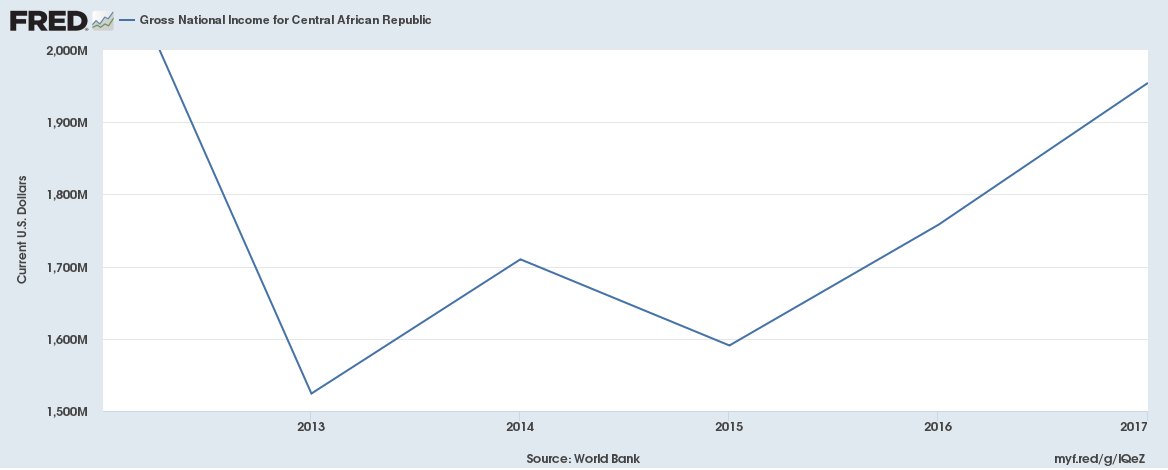 FRED
Gross National Income for Central African Republic
2,000M
1,900M
1,800M
1,700M
1,600M
1,500M
Current U.S. Dollars
2013 2014 2015 2016 2017
Source: World Bank
myf.red/g/lQeZ